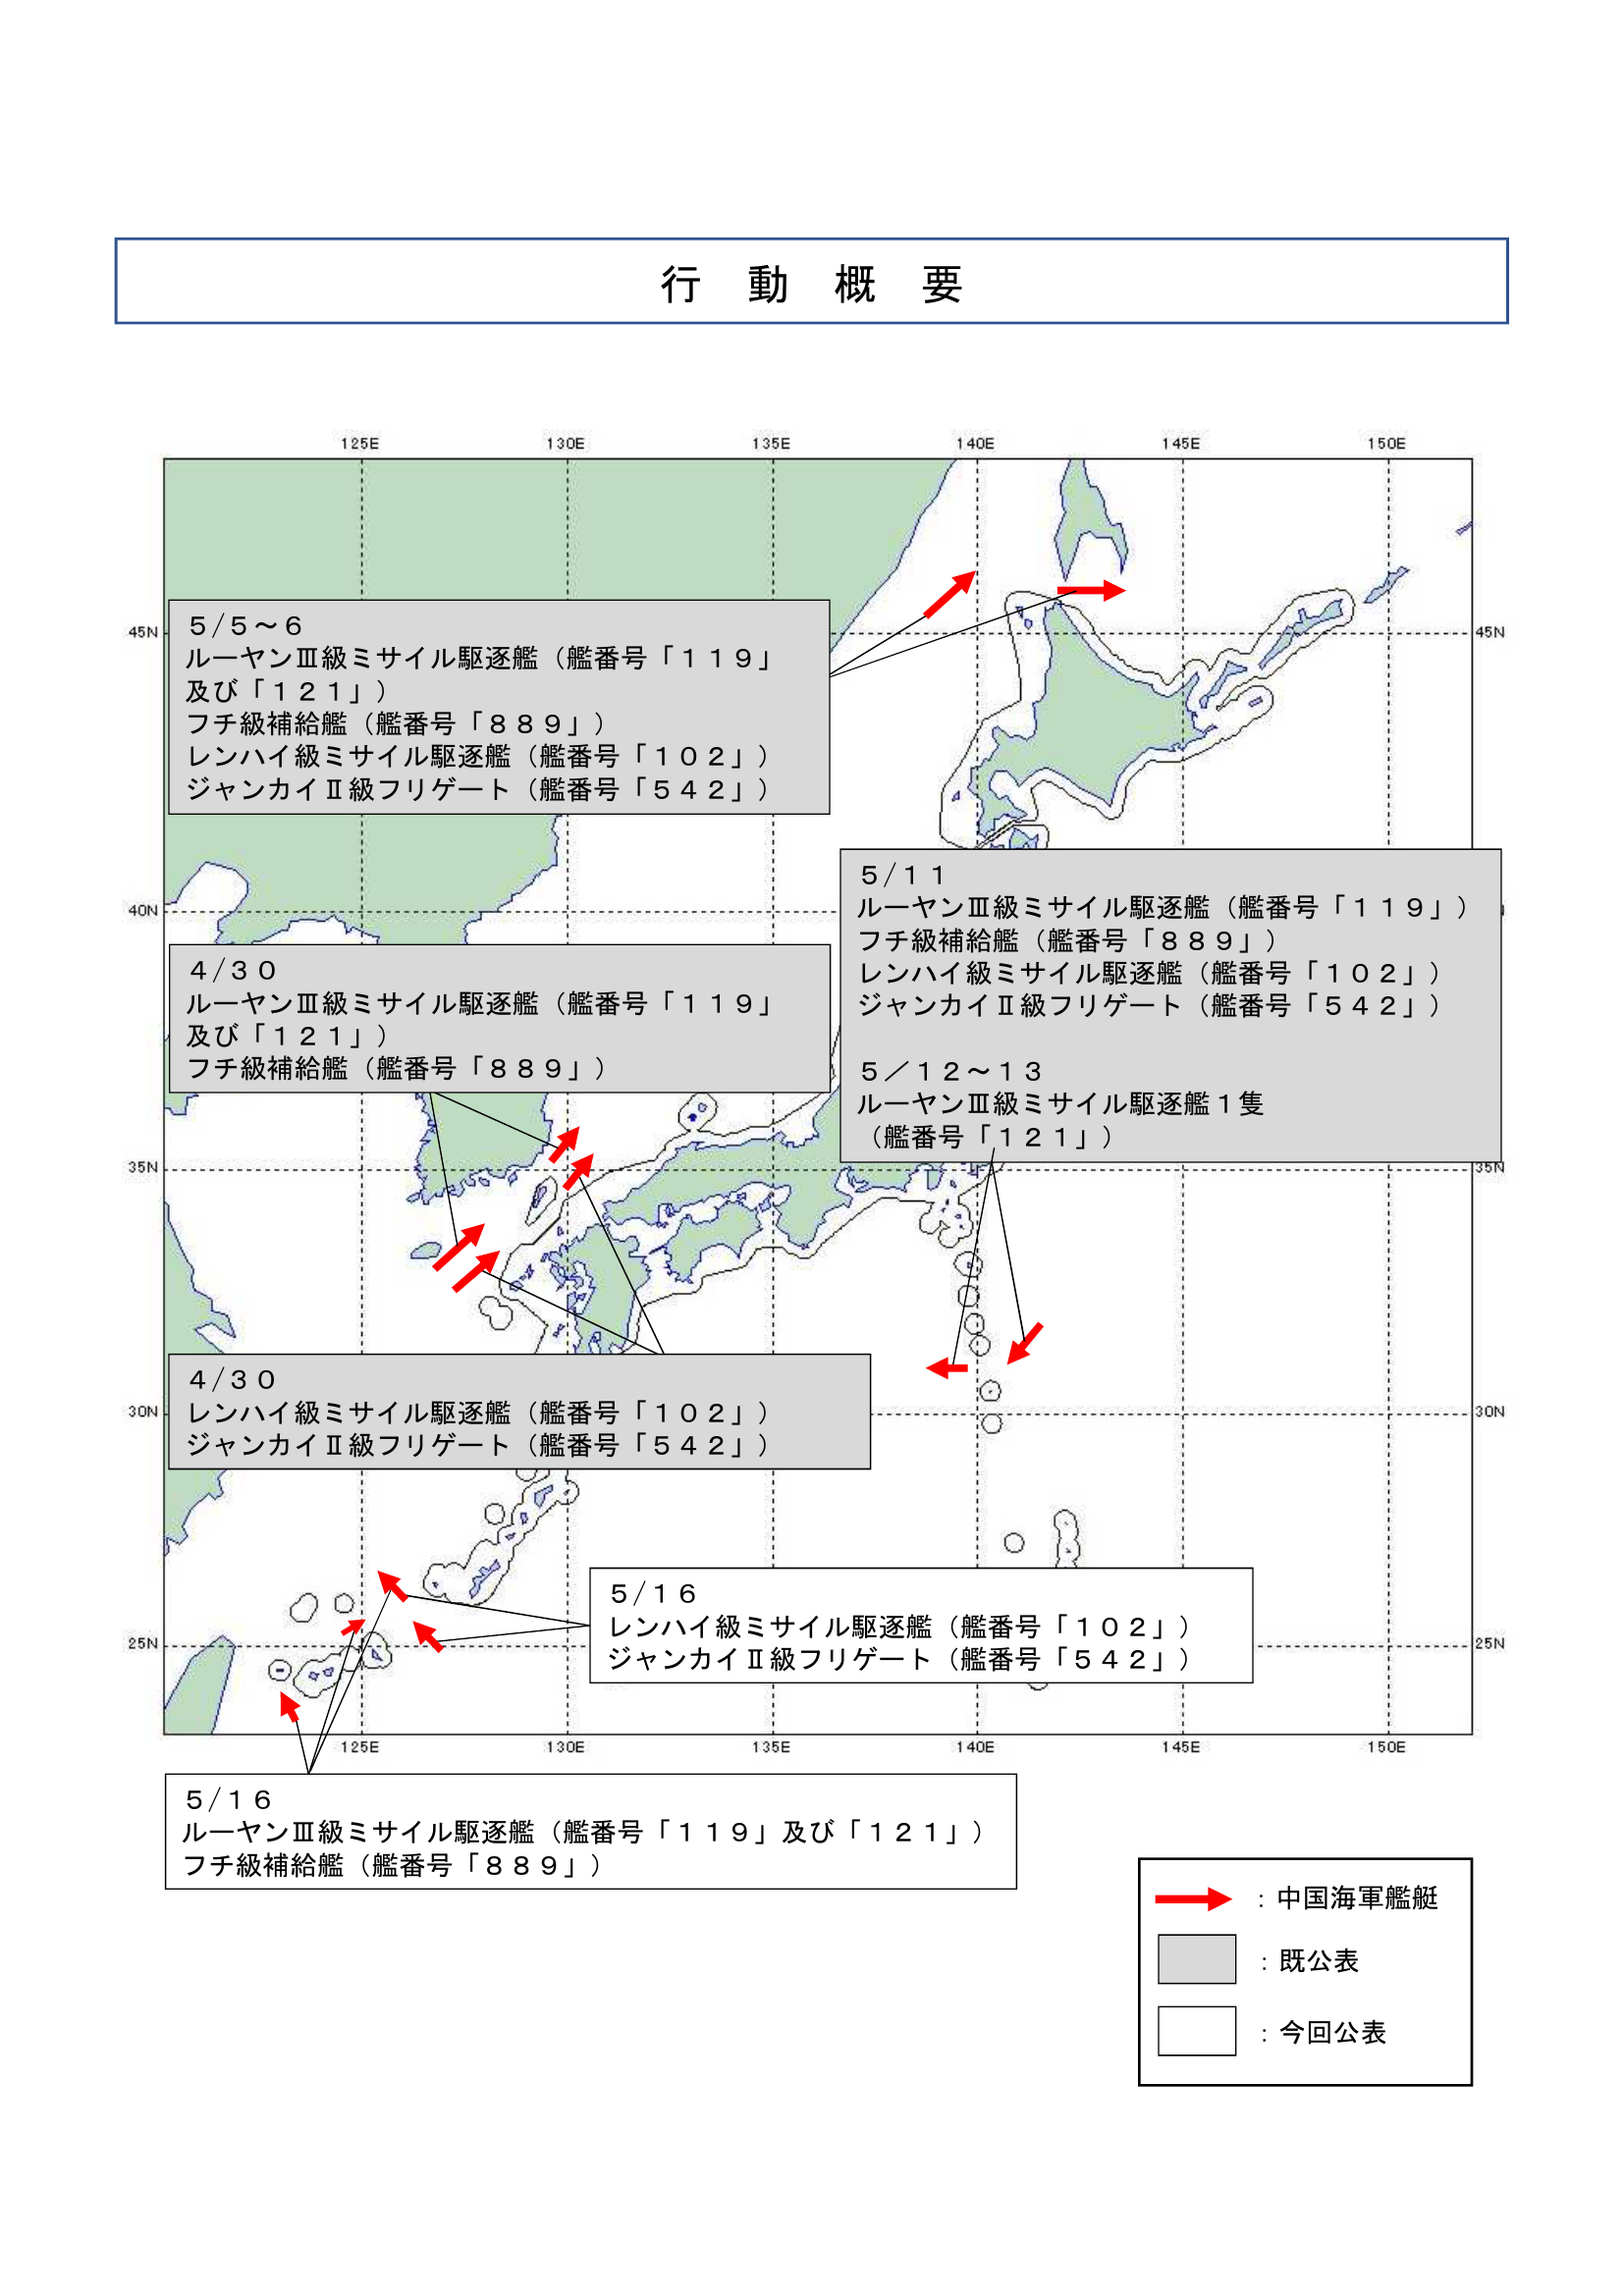 行動概要
125E 130E 135E 140E 145E 150E
45N 45N
5/5～6
ルーヤンⅢ級ミサイル駆逐艦（艦番号「１１９」
及び「１２１」）
フチ級補給艦（艦番号「８８９」）
レンハイ級ミサイル駆逐艦（艦番号「１０２」）
ジャンカイⅡ級フリゲート（艦番号「５４２」）
5/１１
ルーヤンⅢ級ミサイル駆逐艦（艦番号「１１９」）
フチ級補給艦（艦番号「８８９」）
レンハイ級ミサイル駆逐艦（艦番号「１０２」）
ジャンカイⅡ級フリゲート（艦番号「５４２」）
５／１２～１３
ルーヤンⅢ級ミサイル駆逐艦１隻
（艦番号「１２１」）
40N
4/３０
ルーヤンⅢ級ミサイル駆逐艦（艦番号「１１９」
及び「１２１」）
フチ級補給艦（艦番号「８８９」）
35N 35N
4/３０
レンハイ級ミサイル駆逐艦（艦番号「１０２」）
ジャンカイⅡ級フリゲート（艦番号「５４２」）
30N 30N
5/１６
レンハイ級ミサイル駆逐艦（艦番号「１０２」）
ジャンカイⅡ級フリゲート（艦番号「５４２」）
25N 25N
125E 130E 135E 140E 145E 150E
5/１６
ルーヤンⅢ級ミサイル駆逐艦（艦番号「１１９」及び「１２１」）
フチ級補給艦（艦番号「８８９」）
：中国海軍艦艇
：既公表
：今回公表